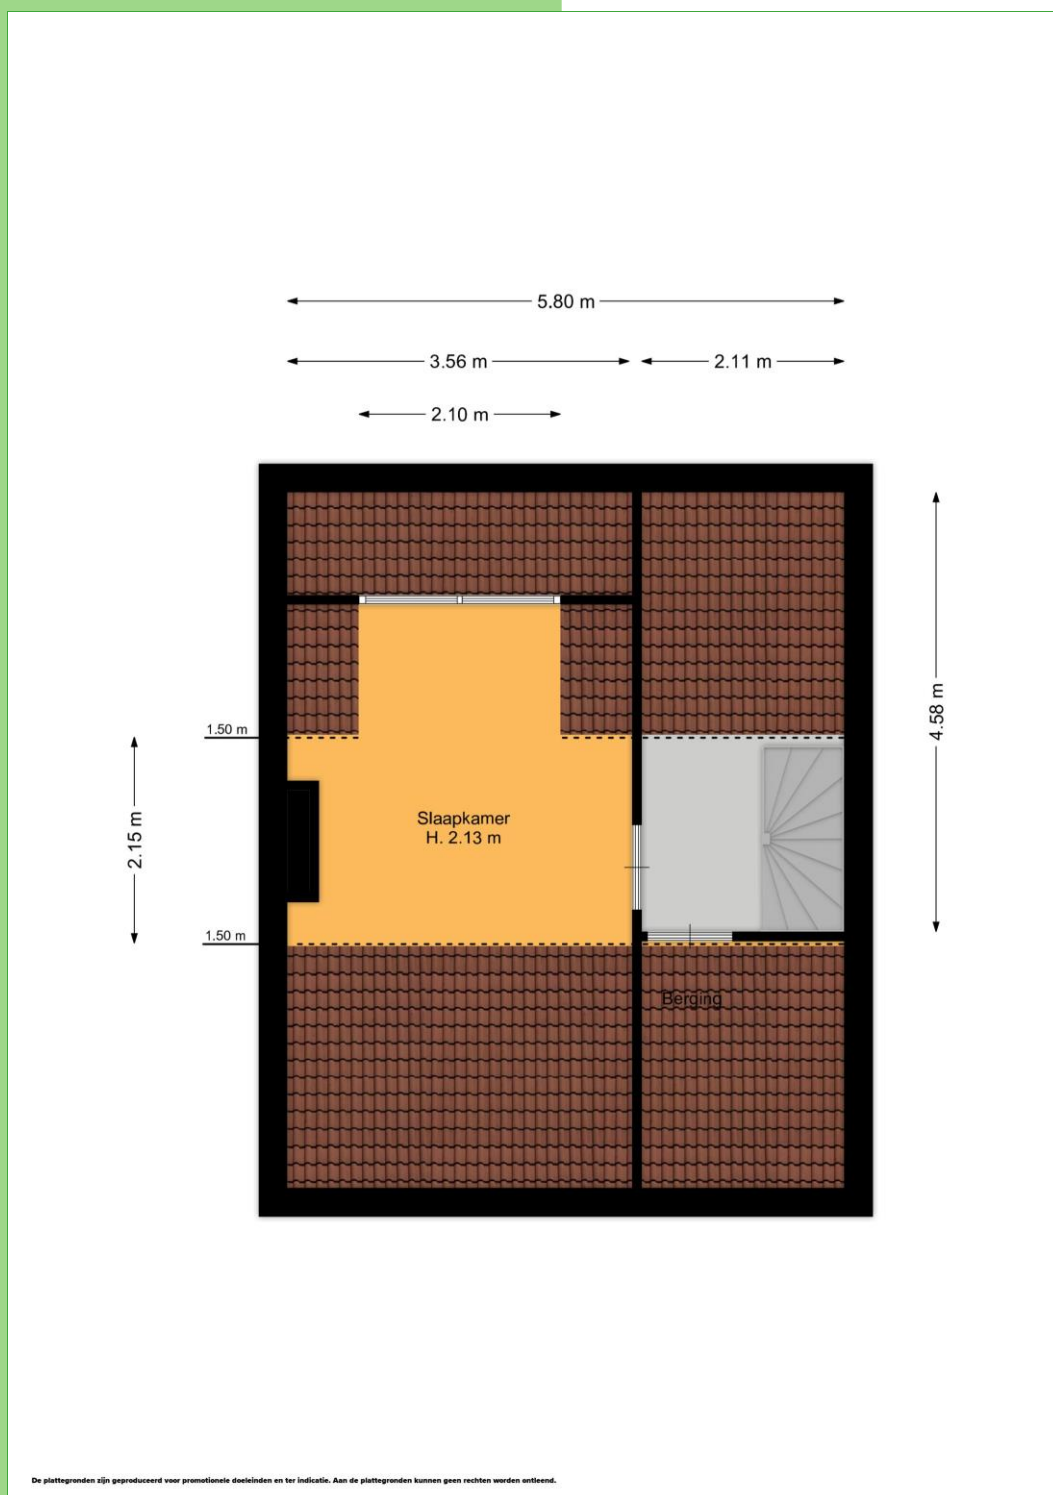 5.80 m
3.56 m
2.11 m
2.10 m
1.50 m
4.58 m
2.15 m
Slaapkamer
H. 2.13 m
1.50 m
Berging
De plattegronden zijn geproduceerd voor promotionele doeleinden en ter indicatie. Aan de plattegronden kunnen geen rechten worden ontleend.